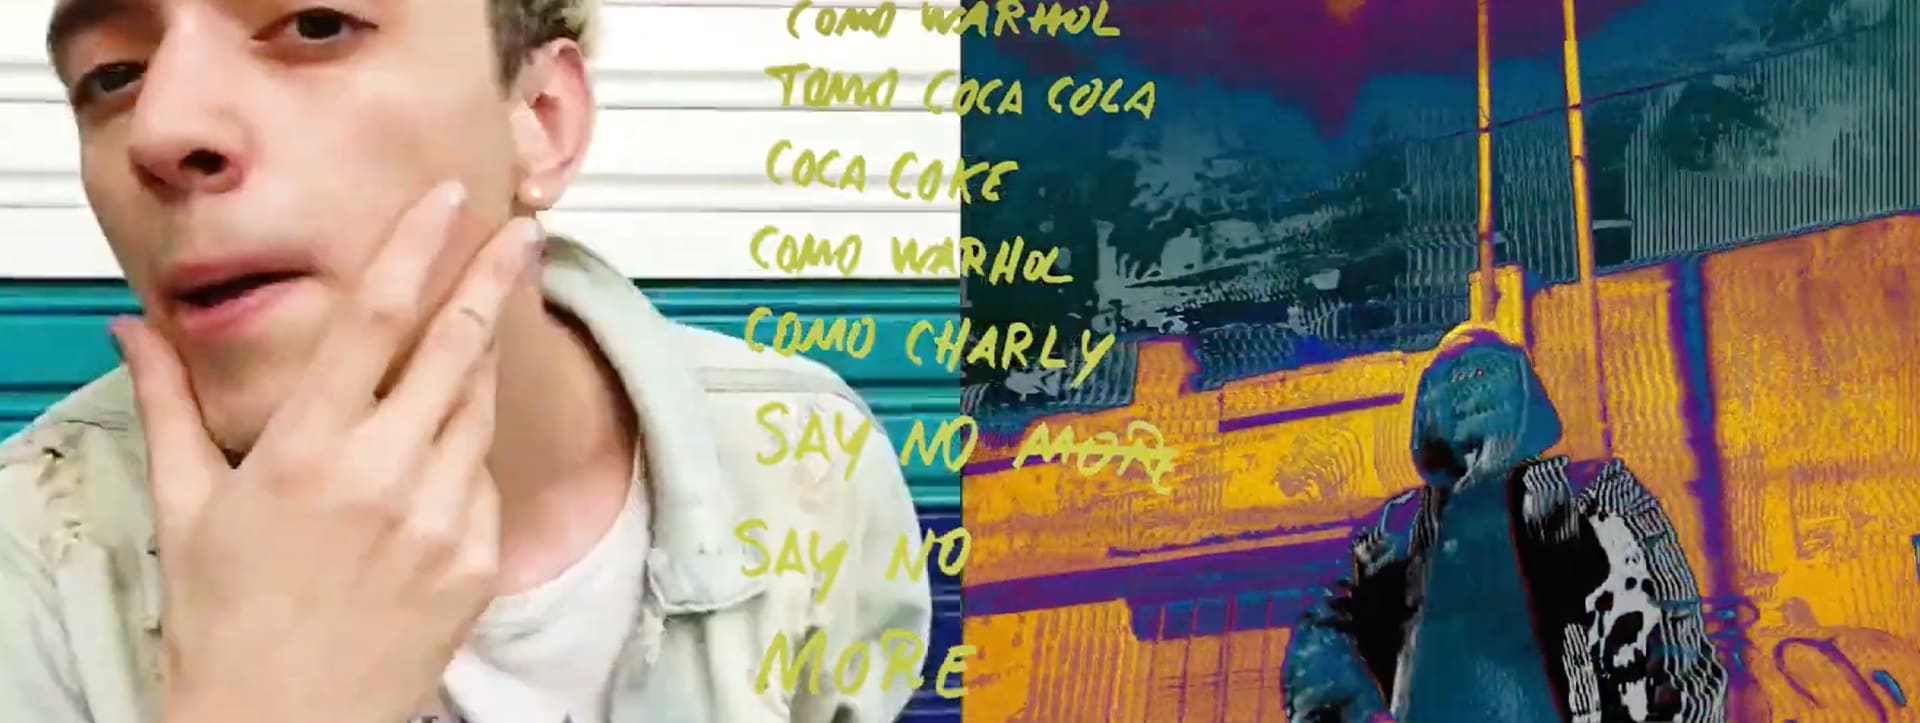 COMO WARHOL
TOMO COCA COLA
COCA COKE
COMO WARHOL
COMO CHARLY
SAY NO MORE
SAY NO
MORE